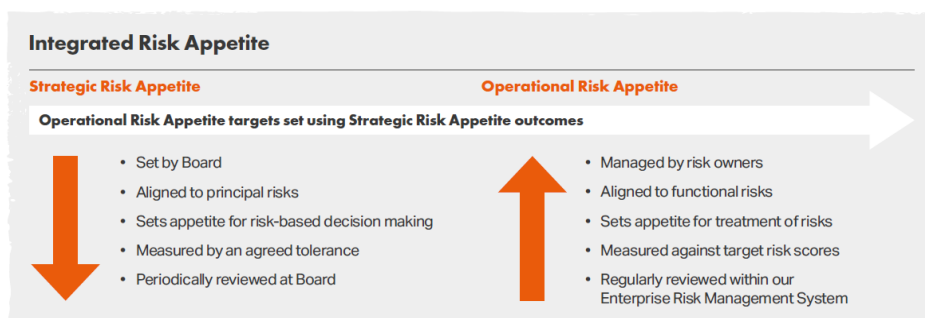 Integrated Risk Appetite
Strategic Risk Appetite
Operational Risk Appetite
Operational Risk Appetite targets set using Strategic Risk Appetite outcomes
• Set by Board
• Aligned to principal risks
• Sets appetite for risk-based decision making
• Measured by an agreed tolerance
• Periodically reviewed at Board
• Managed by risk owners
• Aligned to functional risks
• Sets appetite for treatment of risks
• Measured against target risk scores
• Regularly reviewed within our
Enterprise Risk Management System